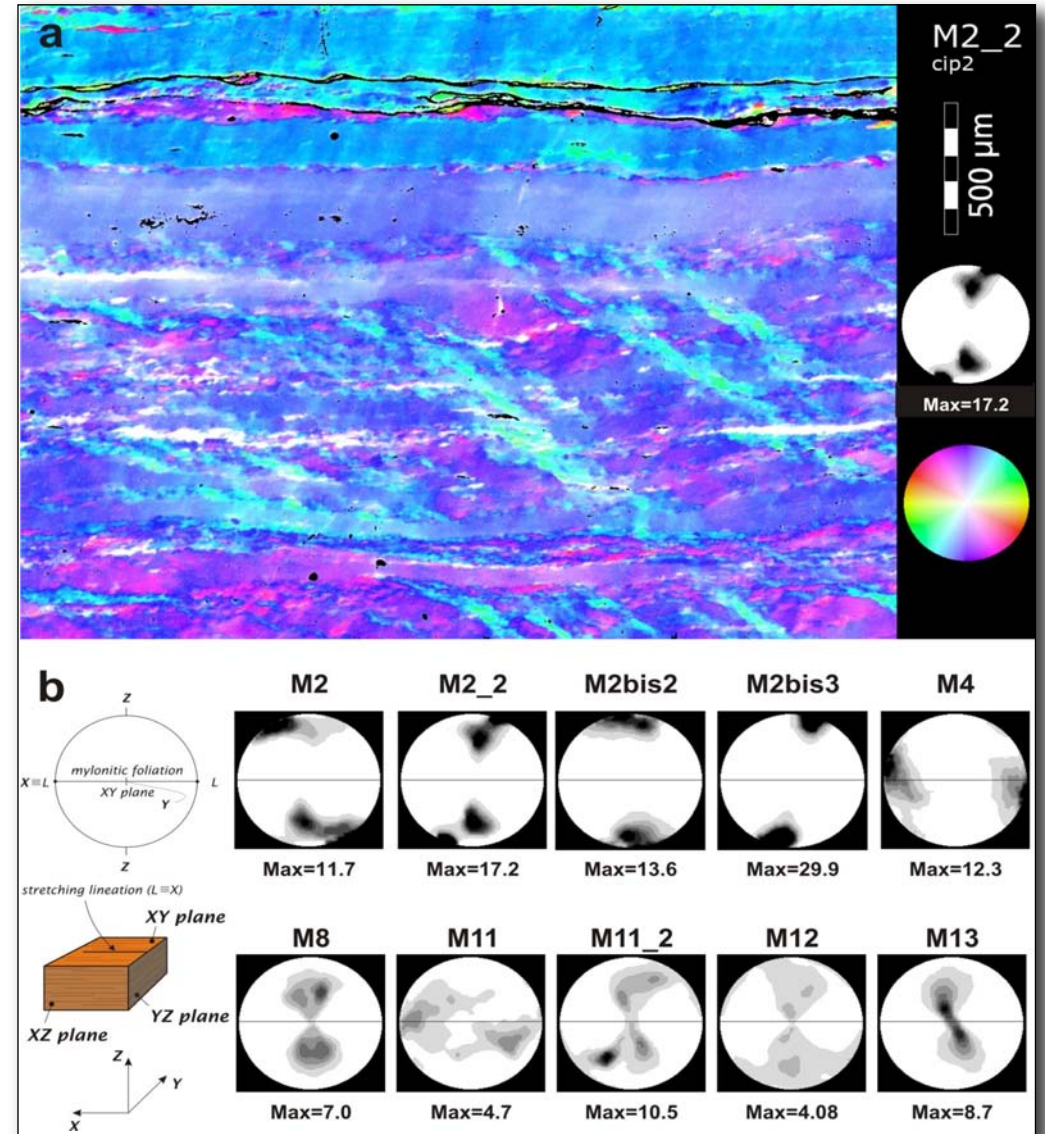 a
M2_2
cip2
500 µm
Max=17.2
b
Z
mylonitic foliation
X≡L
L
XY plane
Y
Z
stretching lineation (L≡X)
XY plane
YZ plane
XZ plane
Z
Y
X
M2
M2_2
M2bis2
M2bis3
M4
Max=11.7
Max=17.2
Max=13.6
Max=29.9
Max=12.3
M8
M11
M11_2
M12
M13
Max=7.0
Max=4.7
Max=10.5
Max=4.08
Max=8.7